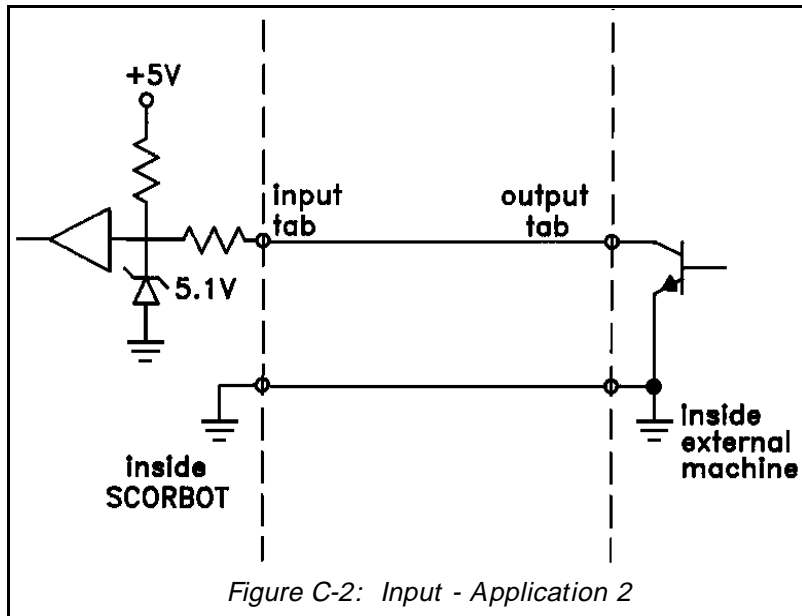 +5V
input
tab
output
tab
5.1V
inside
SCORBOT
inside
external
machine
Figure C-2: Input - Application 2